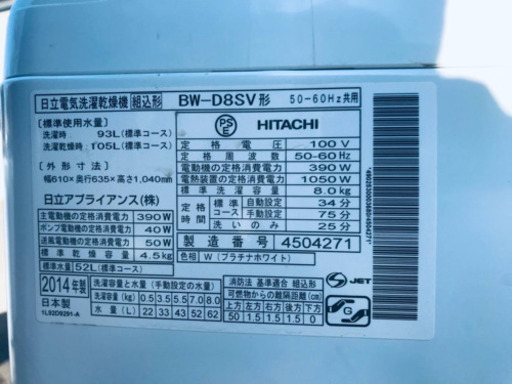 日立電気洗濯乾燥機 組込形 BW-D8SV形 50-60Hz共用
〔標準使用水量〕
洗濯時 93L(標準コース)
洗濯乾燥時 105L(標準コース)
〔外形寸法〕
幅610×奥行635×高さ1,040mm
日立アプライアンス(株)
主電動機の定格消費電力 390W
ポンプ電動機の定格消費電力 40W
送風電動機の定格消費電力 50W
標準乾燥容量 4.5kg
標準水量 52L(標準コース)
PS
E
HITACHI
定格電圧 100V
定格周波数 50-60Hz
電動機の定格消費電力 390W
電熱装置の定格消費電力 1050W
標準洗濯・脱水容量 8.0kg
定格時間 標準コース 自動設定 34分
手動設定 75分
洗いのみ 25分
製造番号 4504271
色相 W(プラチナホワイト)
2014年製
日本製
1L92D9291-A
洗濯容量と水量(手動設定の水量)
洗濯容量(kg) 0.5 3.5 5.5 7.0 8.0
水量(L) 22 33 43 52 62
消防法 基準適合 組込形
可燃物からの離隔距離(cm)
上方 左方 右方 前方 後方 下方
50 1.5 1.5 1.5 0
S JET
G